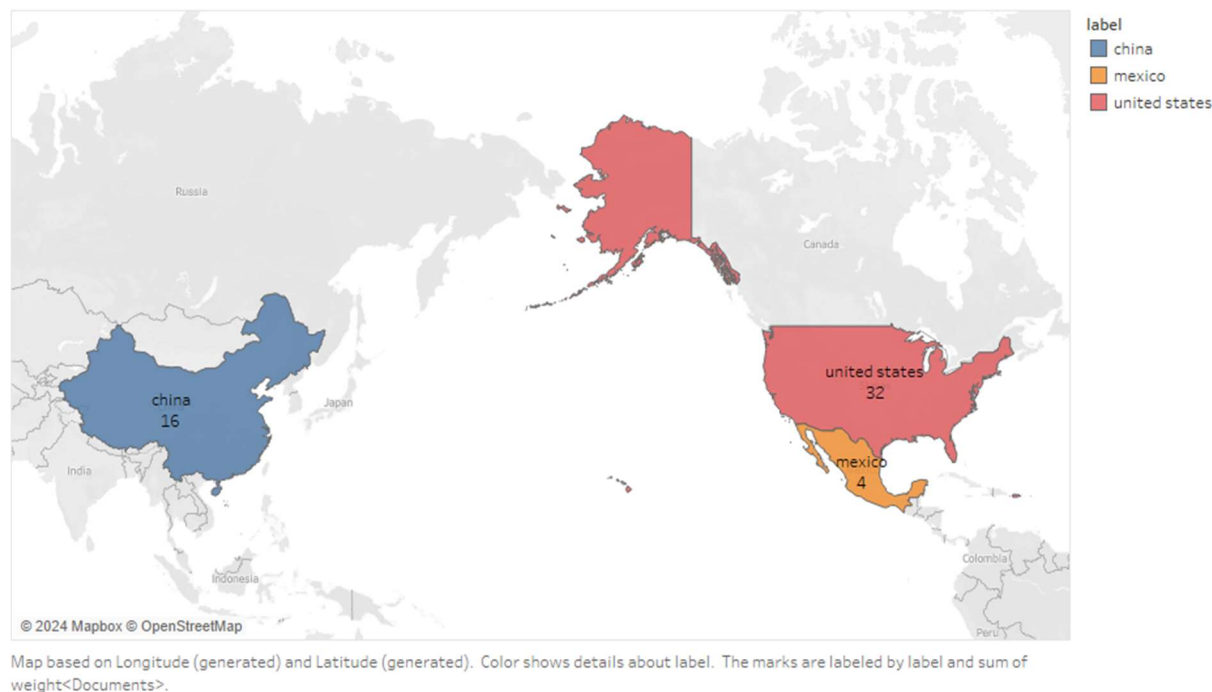 label
china
mexico
united states
Russia
Canada
united states
32
china
16
Japan
India
mexico
4
Colombia
Indonesia
Peru
© 2024 Mapbox © OpenStreetMap
Map based on Longitude (generated) and Latitude (generated).  Color shows details about label.  The marks are labeled by label and sum of
weight<Documents>.